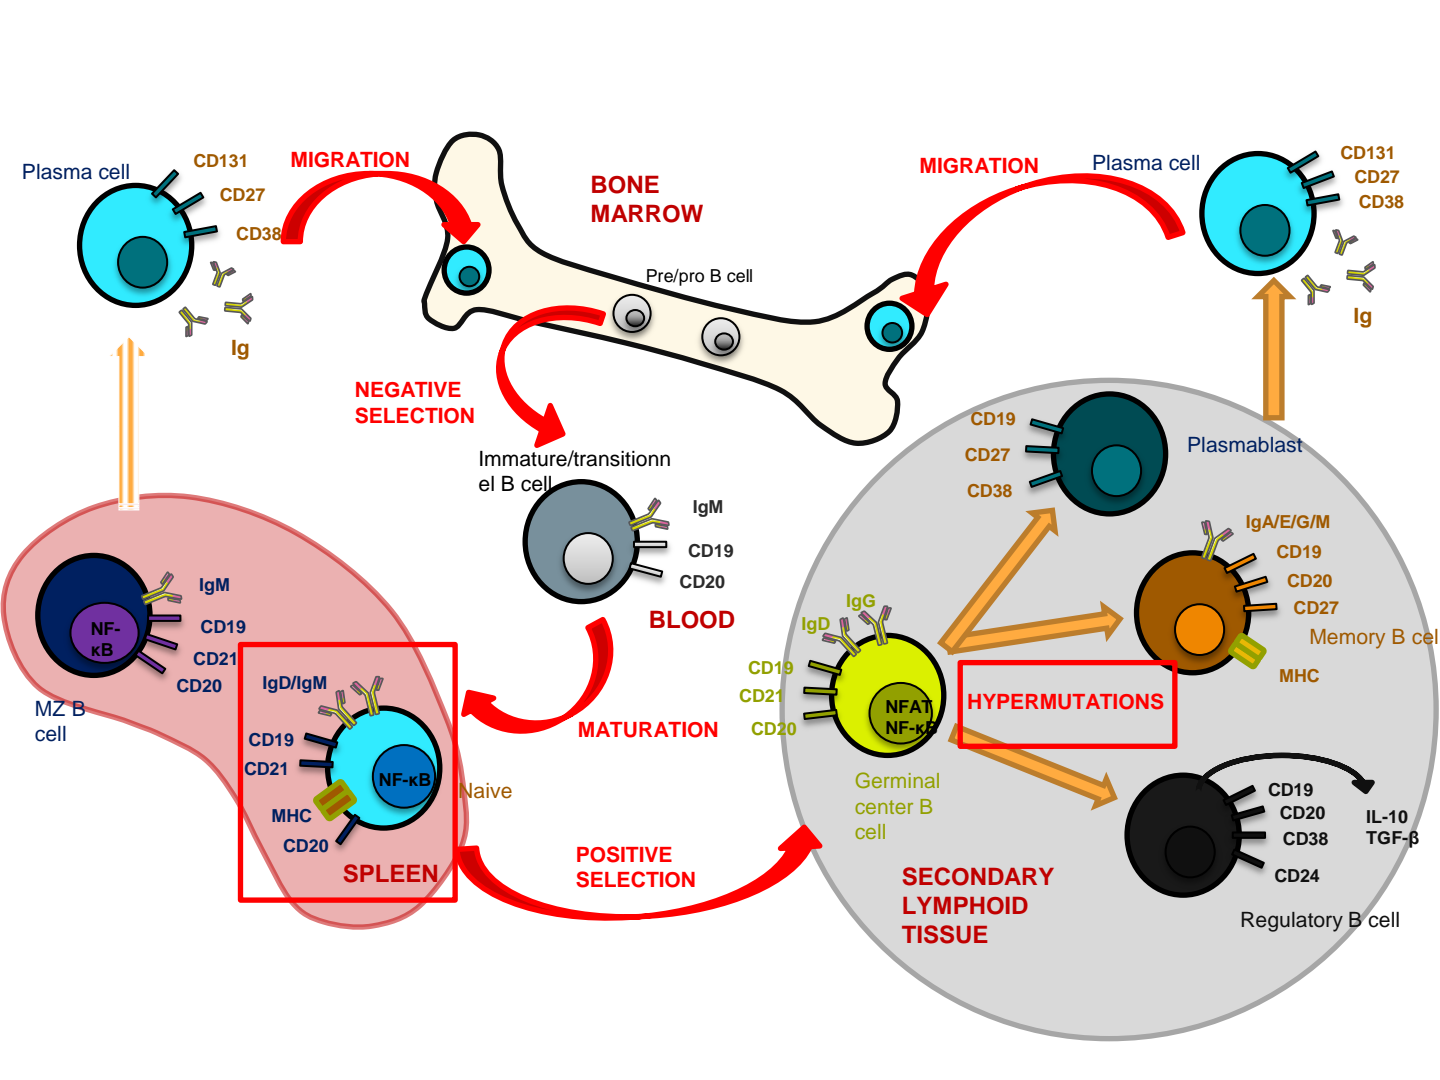 Plasma cell
CD131
CD27
CD38
Ig
MIGRATION
BONE
MARROW
Pre/pro B cell
MIGRATION
Plasma cell
CD131
CD27
CD38
Ig
NEGATIVE
SELECTION
Immature/transitionn
el B cell
IgM
CD19
CD20
BLOOD
MATURATION
IgM
CD19
CD21
CD20
NF-
κB
MZ B
cell
IgD/IgM
CD19
CD21
MHC
CD20
NF-κB
Naive
SPLEEN
POSITIVE
SELECTION
CD19
CD27
CD38
Plasmablast
IgA/E/G/M
CD19
CD20
CD27
Memory B cel
MHC
IgG
IgD
CD19
CD21
CD20
NFAT
NF-κB
Germinal
center B
cell
HYPERMUTATIONS
SECONDARY
LYMPHOID
TISSUE
CD19
CD20
CD38
CD24
IL-10
TGF-β
Regulatory B cell